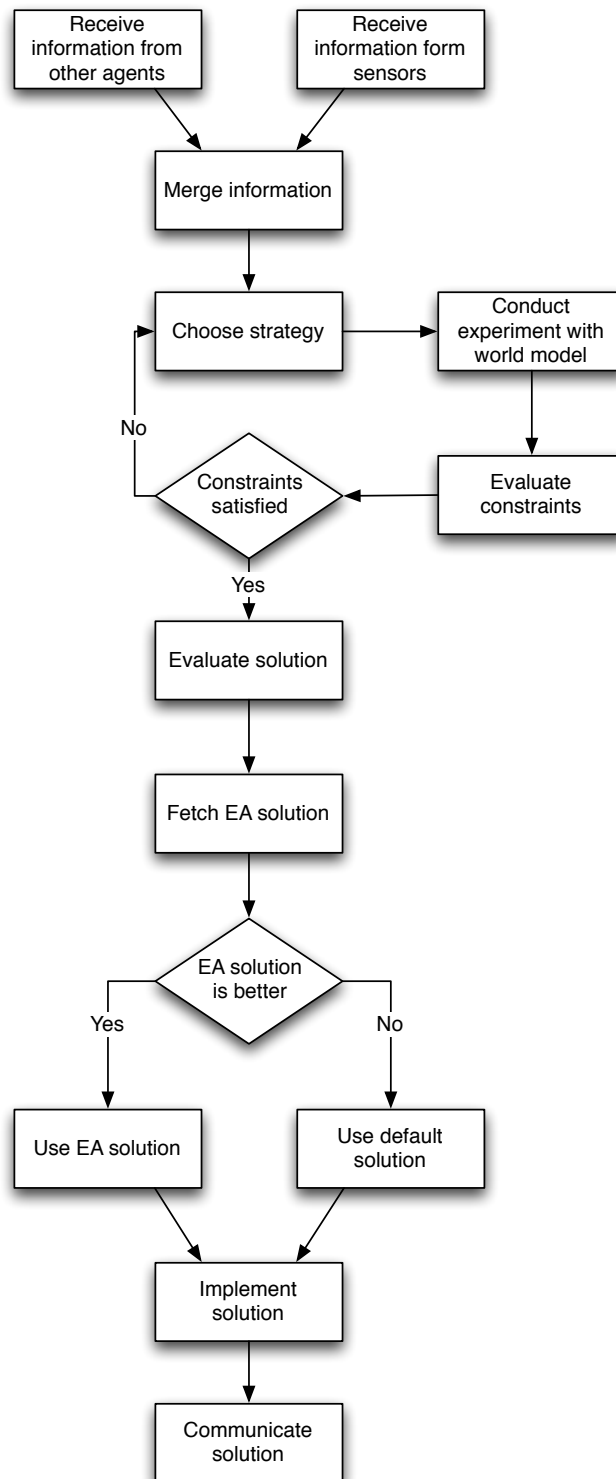 Receive
information from
other agents
Receive
information form
sensors
Merge information
Choose strategy
Conduct
experiment with
world model
No
Constraints
satisfied
Evaluate
constraints
Yes
Evaluate solution
Fetch EA solution
EA solution
is better
Yes
No
Use EA solution
Use default
solution
Implement
solution
Communicate
solution